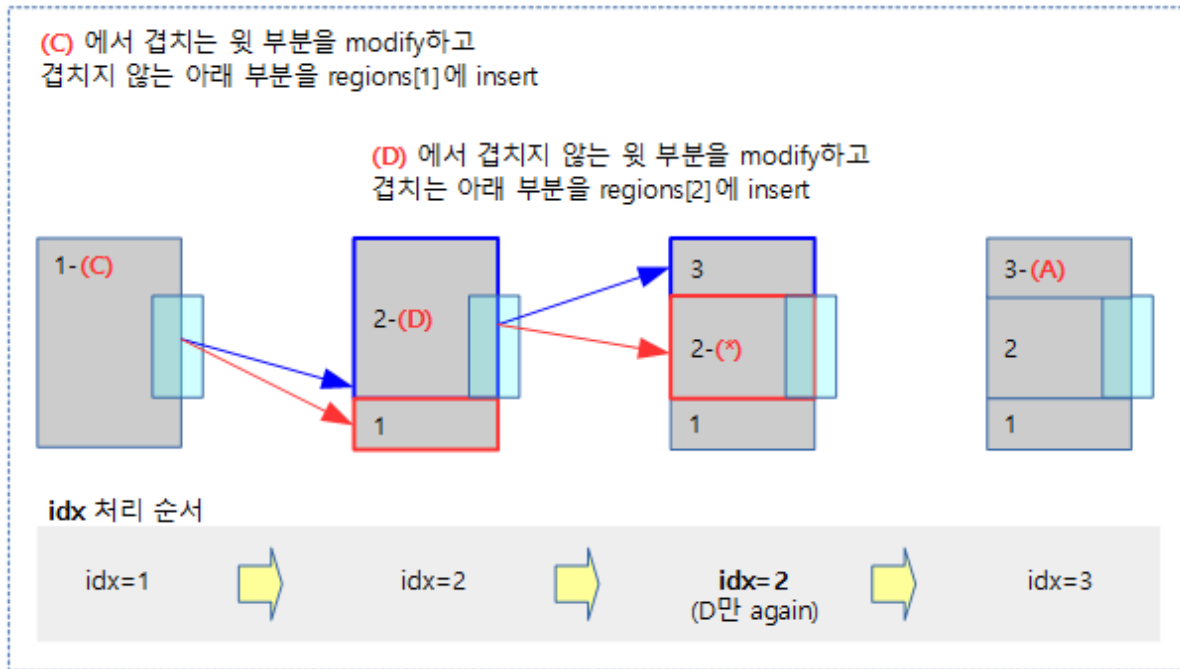 (C) 에서 겹치는 윗 부분을 modify하고
겹치지 않는 아래 부분을 regions[1]에 insert
(D) 에서 겹치지 않는 윗 부분을 modify하고
겹치는 아래 부분을 regions[2]에 insert
1-(C)
2-(D)
1
3
2-(*)
1
3-(A)
2
1
idx 처리 순서
idx=1
idx=2
idx=2
(D만 again)
idx=3